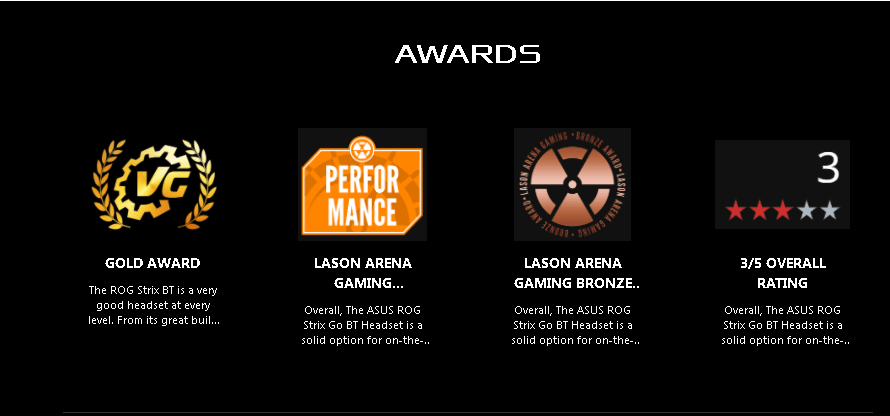 AWARDS
VG
PERFOR
MANCE
LASON ARENA GAMING • BRONZE AWARD • LASON ARENA GAMING • BRONZE AWARD •
3
GOLD AWARD
The ROG Strix BT is a very
good headset at every
level. From its great buil...
LASON ARENA
GAMING...
Overall, The ASUS ROG
Strix Go BT Headset is a
solid option for on-the-..
LASON ARENA
GAMING BRONZE..
Overall, The ASUS ROG
Strix Go BT Headset is a
solid option for on-the-..
3/5 OVERALL
RATING
Overall, The ASUS ROG
Strix Go BT Headset is a
solid option for on-the-..